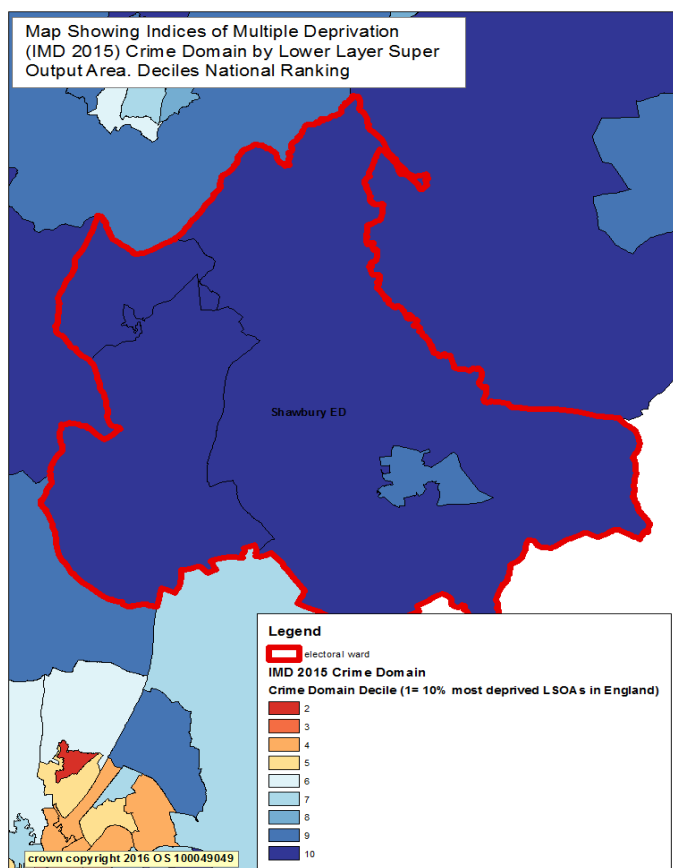 Map Showing Indices of Multiple Deprivation
(IMD 2015) Crime Domain by Lower Layer Super
Output Area. Deciles National Ranking
Shawbury ED
Legend
electoral ward
IMD 2015 Crime Domain
Crime Domain Decile (1= 10% most deprived LSOAs in England)
2
3
4
5
6
7
8
9
10
crown copyright 2016 OS 100049049